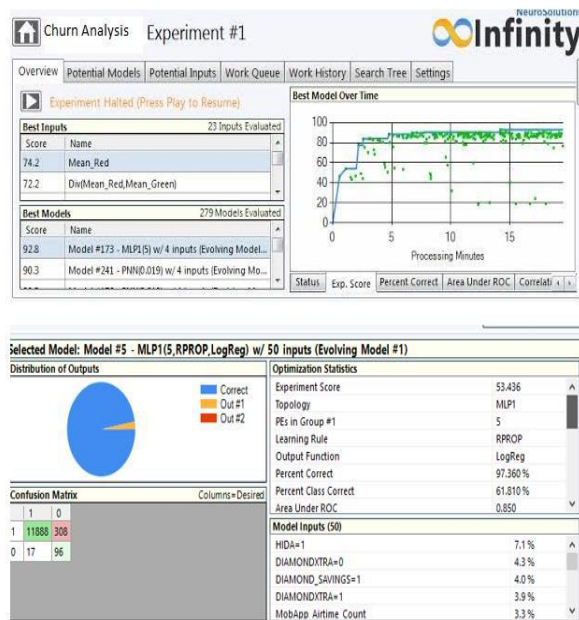 NeuroSolutions
Infinity
Churn Analysis Experiment #1
Overview Potential Models Potential Inputs Work Queue Work History Search Tree Settings
Experiment Halted (Press Play to Resume)
Best Inputs 23 Inputs Evaluated
Score Name
74.2 Mean_Red
72.2 Div(Mean_Red,Mean_Green)
Best Models 279 Models Evaluated
Score Name
92.8 Model #173 - MLP1(5) w/ 4 inputs (Evolving Model...
90.3 Model #241 - PNN(0.019) w/ 4 inputs (Evolving Mo...
Best Model Over Time
100
80
60
40
20
0
0 5 10 15
Processing Minutes
Status Exp. Score Percent Correct Area Under ROC Correlati
Selected Model: Model #5 - MLP1(5,RPROP,LogReg) w/ 50 inputs (Evolving Model #1)
Distribution of Outputs
Correct
Out #1
Out #2
Confusion Matrix Columns=Desired
1 0
1 11888 308
0 17 96
Optimization Statistics
Experiment Score 53.436
Topology MLP1
PEs in Group #1 5
Learning Rule RPROP
Output Function LogReg
Percent Correct 97.360 %
Percent Class Correct 61.810 %
Area Under ROC 0.850
Model Inputs (50)
HIDA=1 7.1 %
DIAMONDXTRA=0 4.3 %
DIAMOND_SAVINGS=1 4.0 %
DIAMONDXTRA=1 3.9 %
MobApp Airtime Count 3.3 %